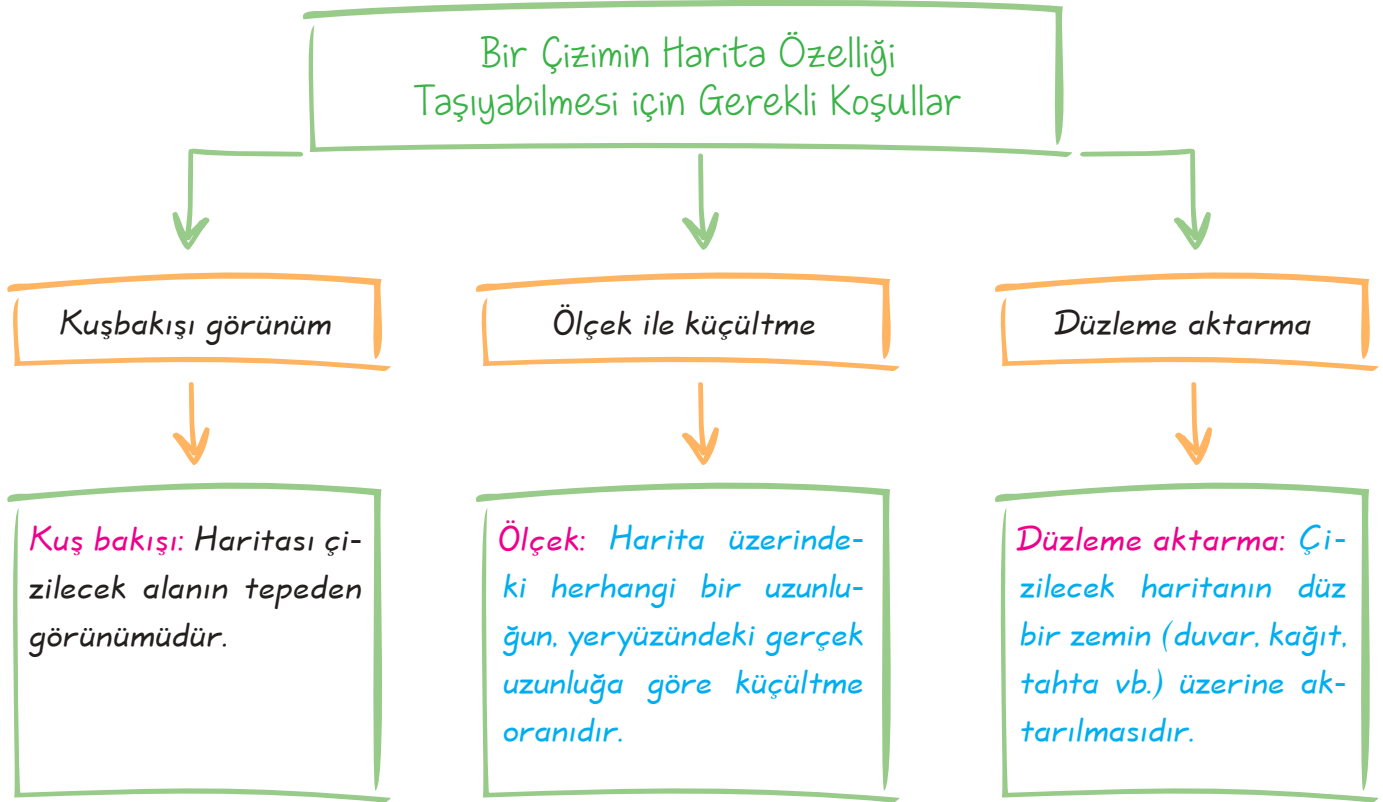 Bir Çizimin Harita Özelliği
Taşıyabilmesi için Gerekli Koşullar
Kuşbakışı görünüm
Ölçek ile küçültme
Düzleme aktarma
Kuş bakışı: Haritası çi-
zilecek alanın tepeden
görünümüdür.
Ölçek: Harita üzerinde-
ki herhangi bir uzunlu-
ğun, yeryüzündeki gerçek
uzunluğa göre küçültme
oranıdır.
Düzleme aktarma: Çi-
zilecek haritanın düz
bir zemin (duvar, kağıt,
tahta vb.) üzerine ak-
tarılmasıdır.